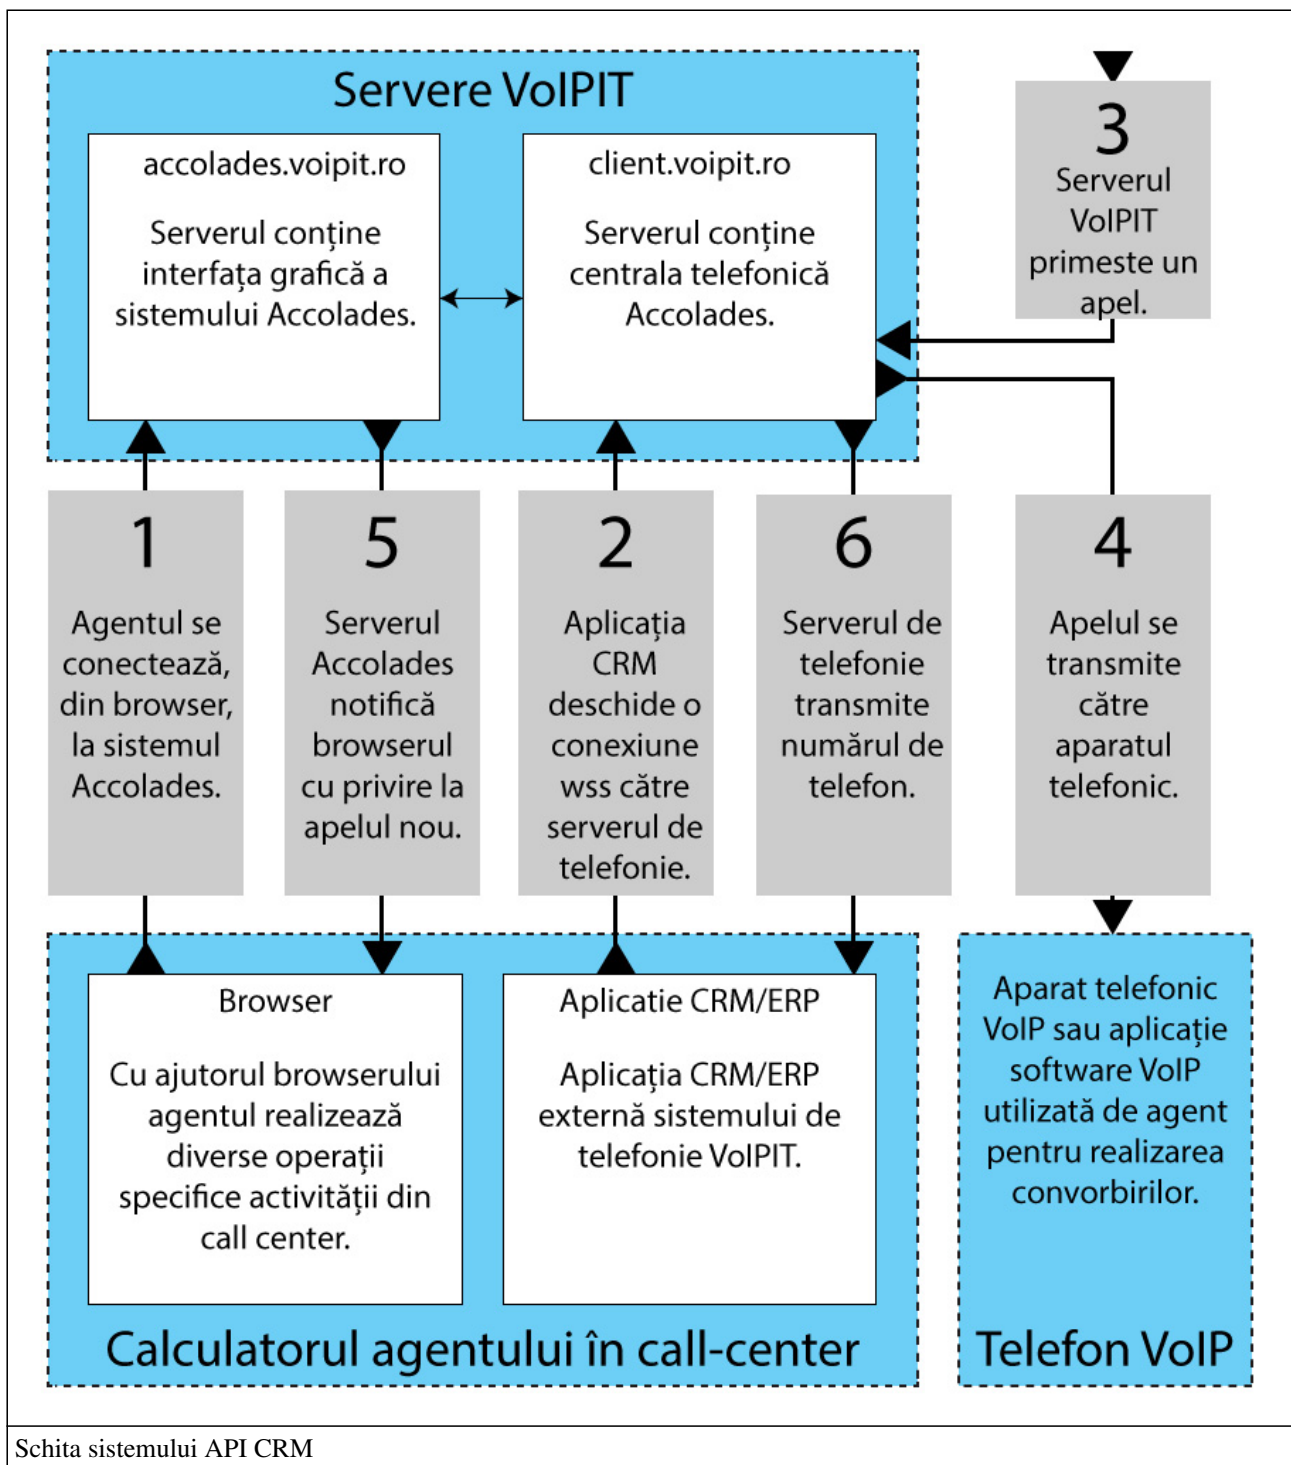 Servere VoIPIT
accolades.voipit.ro
Serverul conține
interfața grafică a
sistemului Accolades.
client.voipit.ro
Serverul conține
centrala telefonică
Accolades.
3
Serverul
VoIPIT
primeste un
apel.
1
Agentul se
conectează,
din browser,
la sistemul
Accolades.
5
Serverul
Accolades
notifică
browserul
cu privire la
apelul nou.
2
Aplicația
CRM
deschide o
conexiune
wss către
serverul de
telefonie.
6
Serverul de
telefonie
transmite
numărul de
telefon.
4
Apelul se
transmite
către
aparatul
telefonic.
Browser
Cu ajutorul browserului
agentul realizează
diverse operații
specifice activității din
call center.
Aplicatie CRM/ERP
Aplicația CRM/ERP
externă sistemului de
telefonie VoIPIT.
Calculatorul agentului în call-center
Aparat telefonic
VoIP sau aplicație
software VoIP
utilizată de agent
pentru realizarea
convorbirilor.
Telefon VoIP
Schita sistemului API CRM